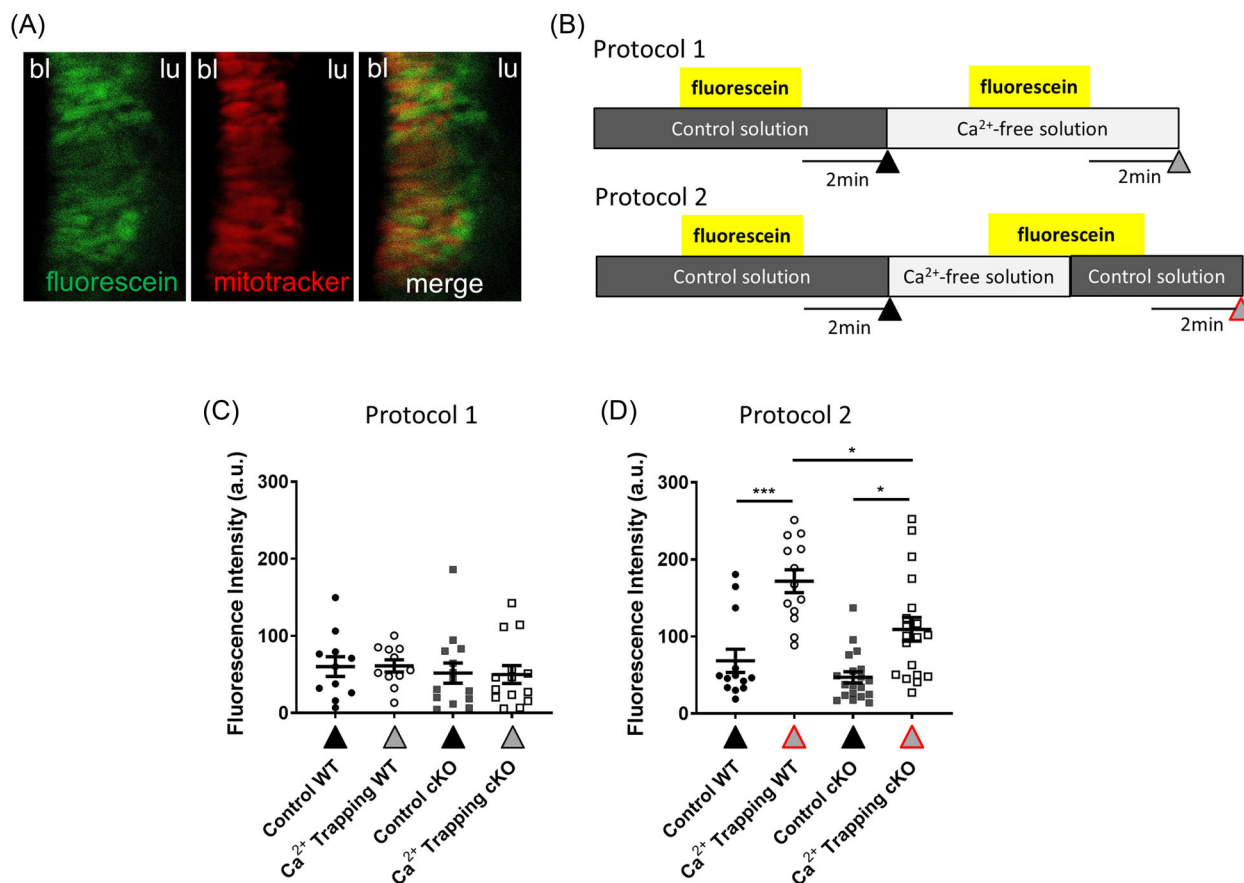 (A)
bl lu bl lu
fluorescein mitotracker merge
(B)
Protocol 1
fluorescein fluorescein
Control solution Ca²⁺-free solution
2min 2min
Protocol 2
fluorescein fluorescein
Control solution Ca²⁺-free solution Control solution
2min 2min
(C) Protocol 1
Fluorescence Intensity (a.u.)
300
200
100
0
Control WT
Ca²⁺ Trapping WT
Control cKO
Ca²⁺ Trapping cKO
(D) Protocol 2
Fluorescence Intensity (a.u.)
* 
*** *
300
200
100
0
Control WT
Ca²⁺ Trapping WT
Control cKO
Ca²⁺ Trapping cKO